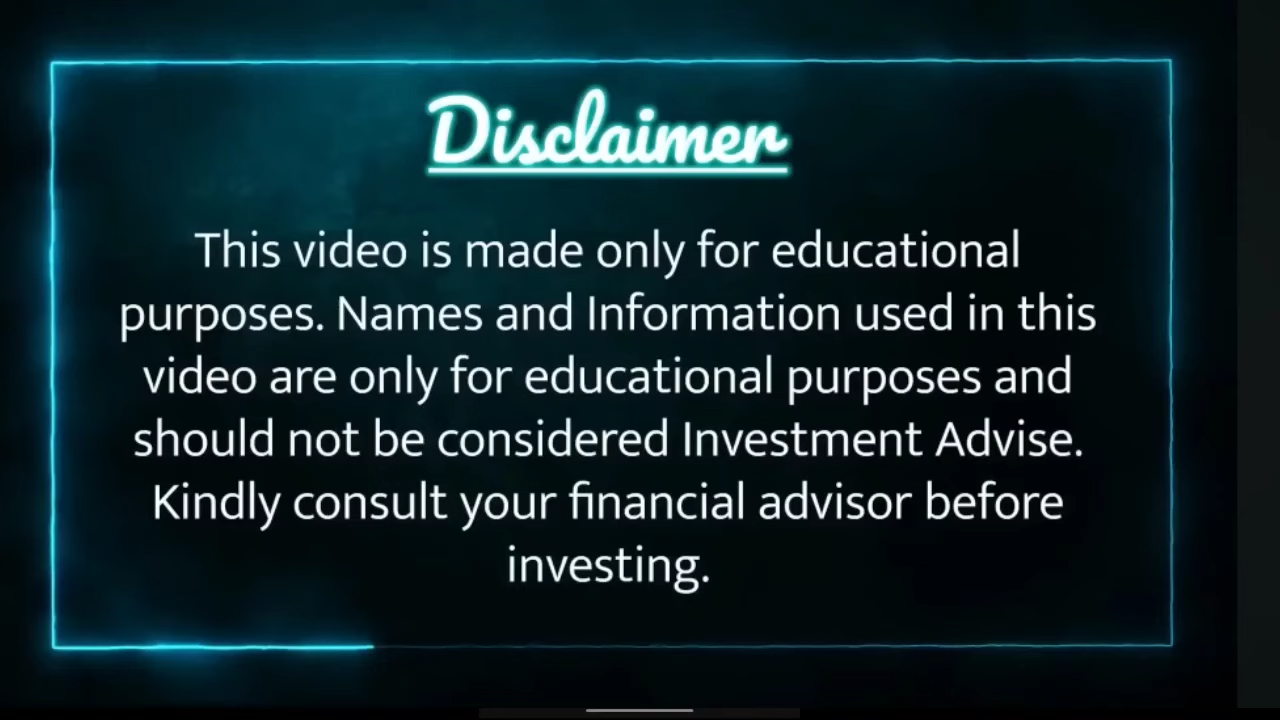 Disclaimer
This video is made only for educational
purposes. Names and Information used in this
video are only for educational purposes and
should not be considered Investment Advise.
Kindly consult your financial advisor before
investing.